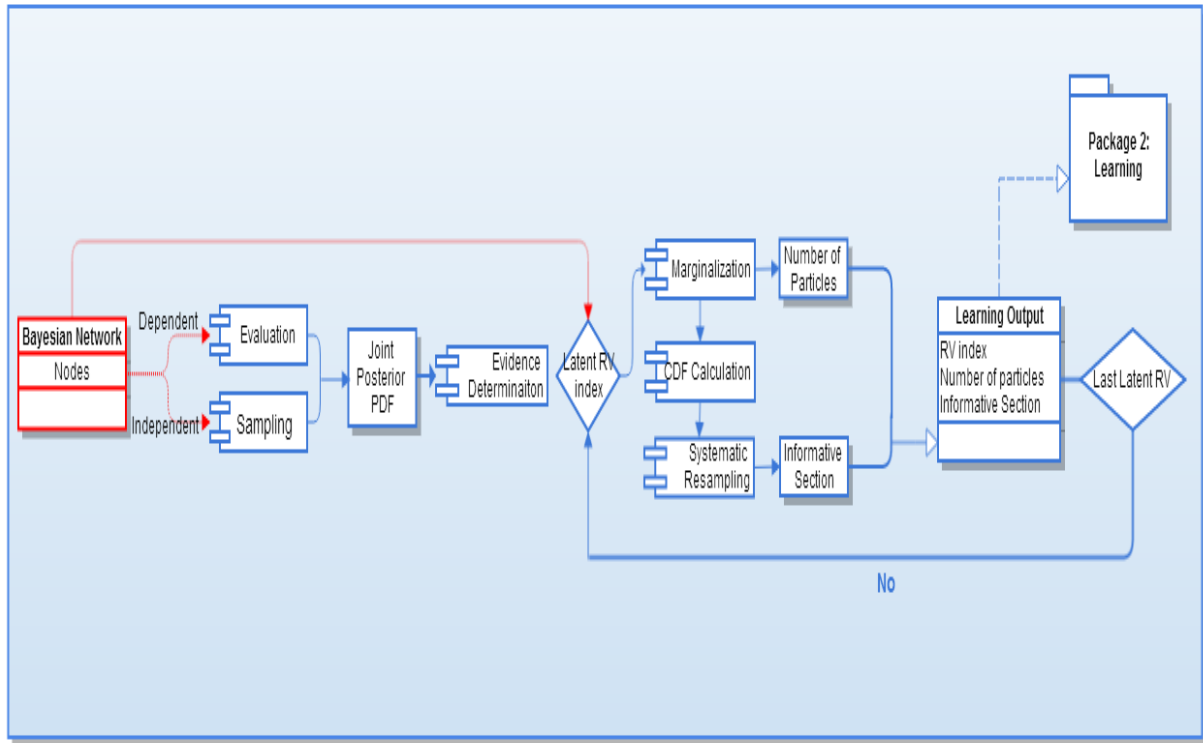 Package 2:
Learning
Bayesian Network
Nodes
Dependent
Independent
Evaluation
Sampling
Joint
Posterior
PDF
Evidence
Determinaiton
Latent RV
index
Marginalization
CDF Calculation
Systematic
Resampling
Number of
Particles
Informative
Section
Learning Output
RV index
Number of particles
Informative Section
Last Latent RV
No